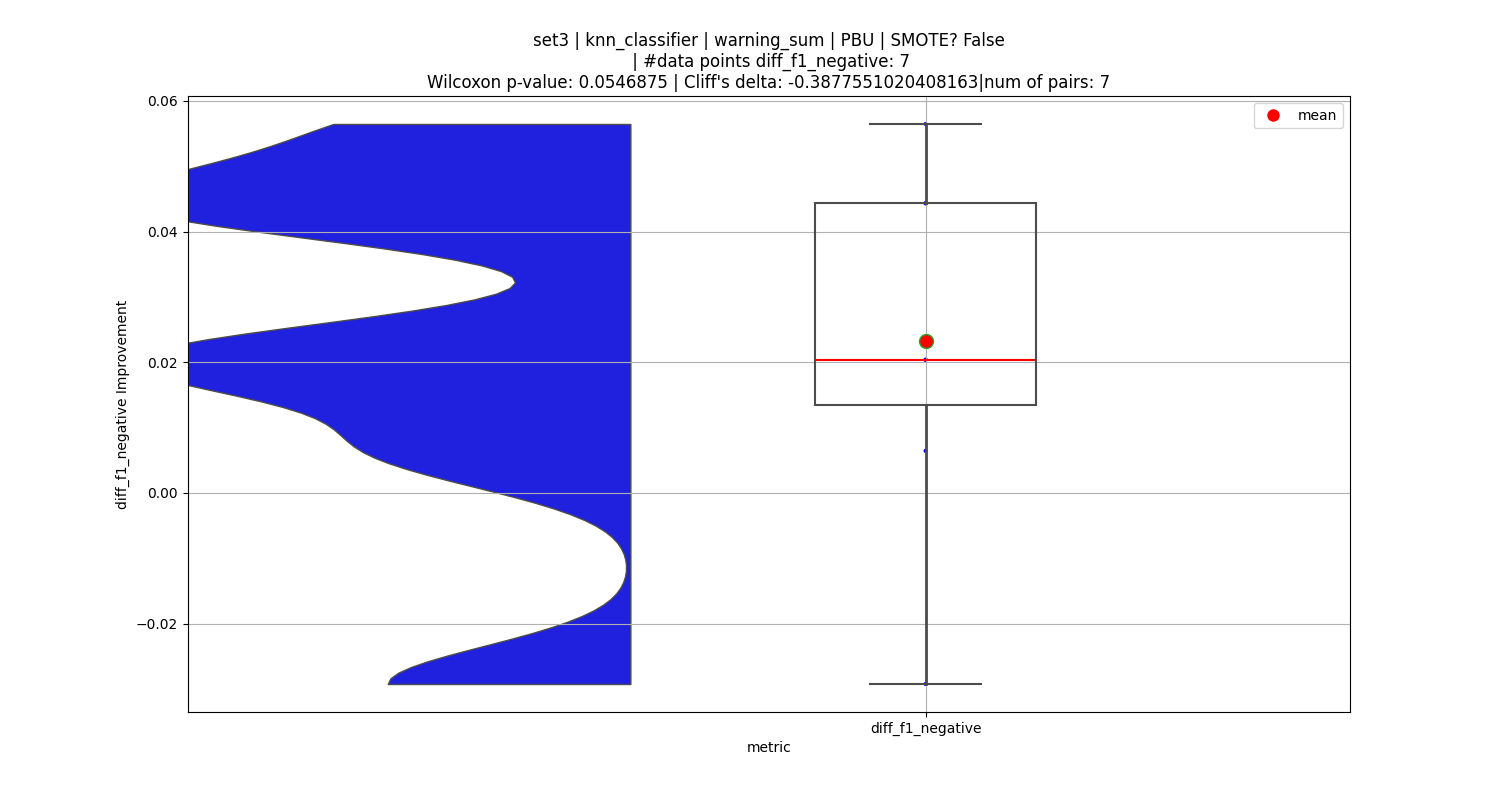 set3 | knn_classifier | warning_sum | PBU | SMOTE? False
| #data points diff_f1_negative: 7
Wilcoxon p-value: 0.0546875 | Cliff's delta: -0.3877551020408163|num of pairs: 7
mean
0.06
0.04
0.02
0.00
−0.02
diff_f1_negative Improvement
diff_f1_negative
metric